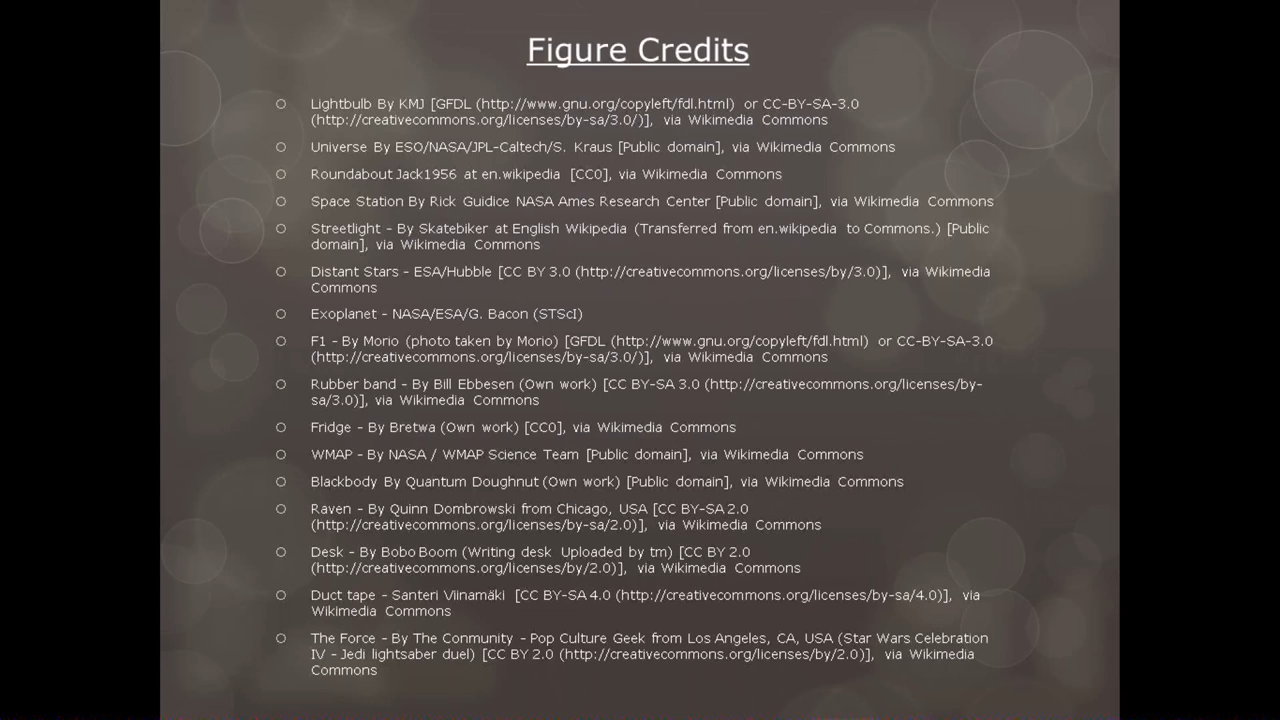 Figure Credits
Lightbulb By KMJ [GFDL (http://www.gnu.org/copyleft/fdl.html) or CC-BY-SA-3.0
(http://creativecommons.org/licenses/by-sa/3.0/)], via Wikimedia Commons
Universe By ESO/NASA/JPL-Caltech/S. Kraus [Public domain], via Wikimedia Commons
Roundabout Jack1956 at en.wikipedia [CC0], via Wikimedia Commons
Space Station By Rick Guidice NASA Ames Research Center [Public domain], via Wikimedia Commons
Streetlight - By Skatebiker at English Wikipedia (Transferred from en.wikipedia to Commons.) [Public
domain], via Wikimedia Commons
Distant Stars - ESA/Hubble [CC BY 3.0 (http://creativecommons.org/licenses/by/3.0)], via Wikimedia
Commons
Exoplanet - NASA/ESA/G. Bacon (STScI)
F1 - By Morio (photo taken by Morio) [GFDL (http://www.gnu.org/copyleft/fdl.html) or CC-BY-SA-3.0
(http://creativecommons.org/licenses/by-sa/3.0/)], via Wikimedia Commons
Rubber band - By Bill Ebbesen (Own work) [CC BY-SA 3.0 (http://creativecommons.org/licenses/by-
sa/3.0)], via Wikimedia Commons
Fridge - By Bretwa (Own work) [CC0], via Wikimedia Commons
WMAP - By NASA / WMAP Science Team [Public domain], via Wikimedia Commons
Blackbody By Quantum Doughnut (Own work) [Public domain], via Wikimedia Commons
Raven - By Quinn Dombrowski from Chicago, USA [CC BY-SA 2.0
(http://creativecommons.org/licenses/by-sa/2.0)], via Wikimedia Commons
Desk - By Bobo Boom (Writing desk Uploaded by tm) [CC BY 2.0
(http://creativecommons.org/licenses/by/2.0)], via Wikimedia Commons
Duct tape - Santeri Viinamäki [CC BY-SA 4.0 (http://creativecommons.org/licenses/by-sa/4.0)], via
Wikimedia Commons
The Force - By The Conmunity - Pop Culture Geek from Los Angeles, CA, USA (Star Wars Celebration
IV - Jedi lightsaber duel) [CC BY 2.0 (http://creativecommons.org/licenses/by/2.0)], via Wikimedia
Commons